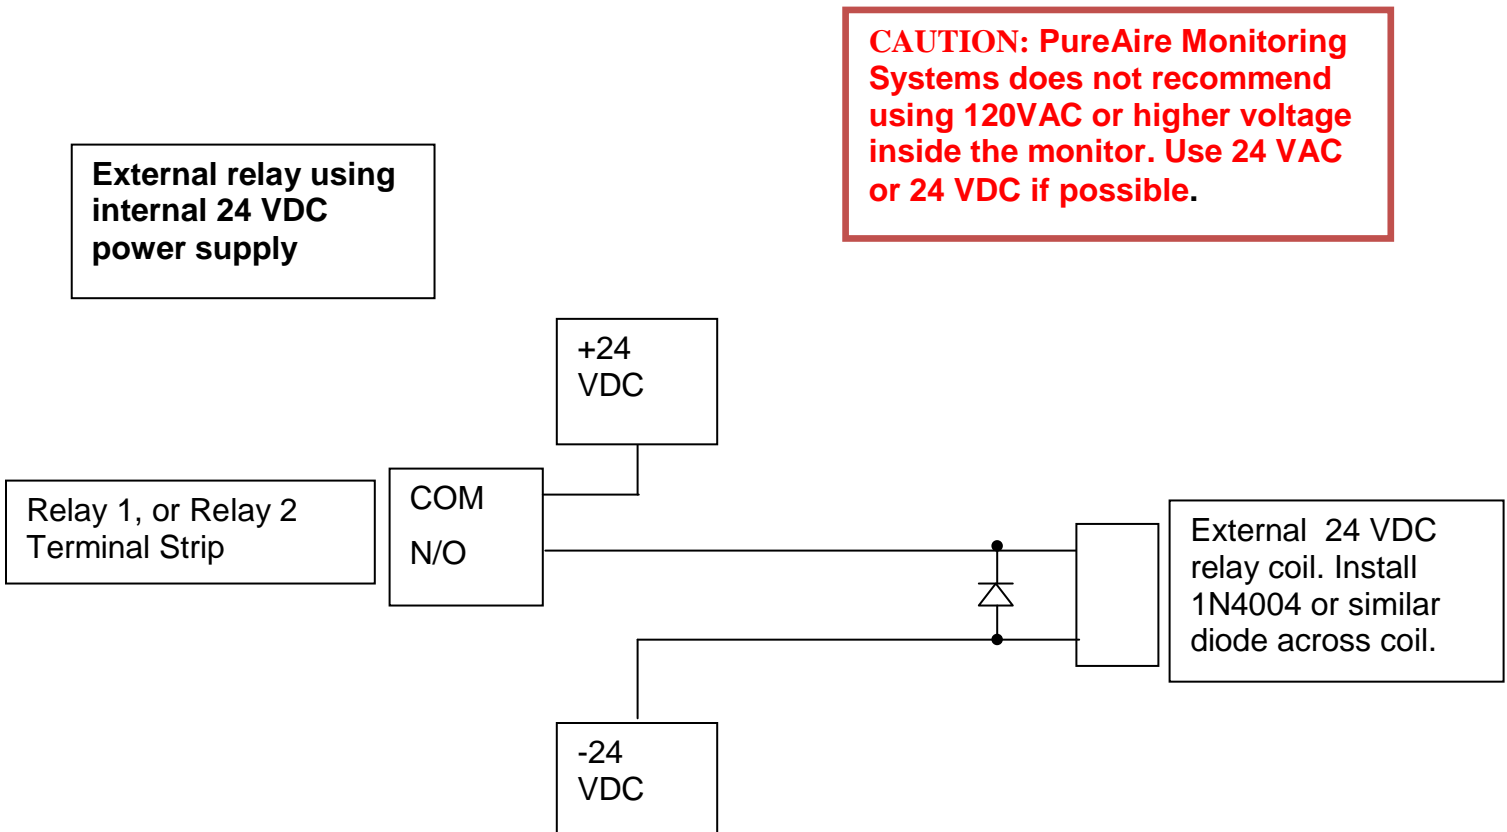 CAUTION: PureAire Monitoring
Systems does not recommend
using 120VAC or higher voltage
inside the monitor. Use 24 VAC
or 24 VDC if possible.
External relay using
internal 24 VDC
power supply
+24
VDC
Relay 1, or Relay 2
Terminal Strip
COM
N/O
External 24 VDC
relay coil. Install
1N4004 or similar
diode across coil.
-24
VDC